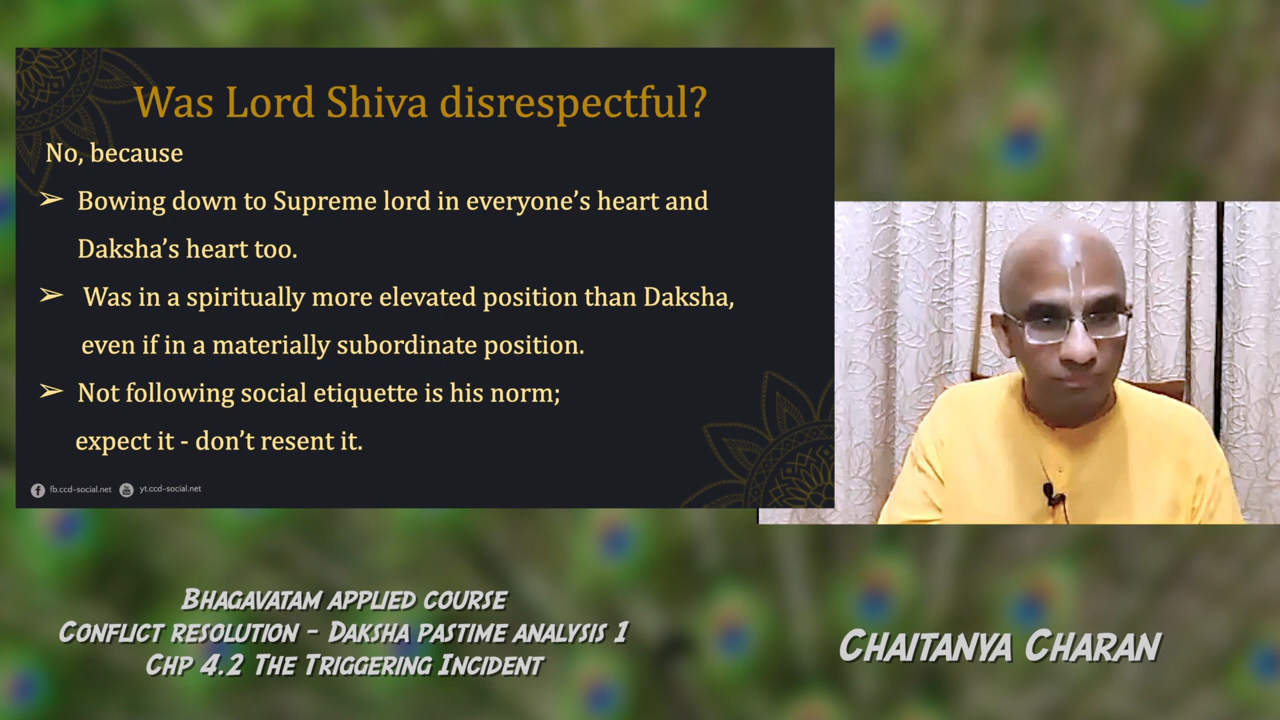 Was Lord Shiva disrespectful?
No, because
➢ Bowing down to Supreme lord in everyone’s heart and
Daksha’s heart too.
➢ Was in a spiritually more elevated position than Daksha,
even if in a materially subordinate position.
➢ Not following social etiquette is his norm;
expect it - don’t resent it.
fb.ccd-social.net yt.ccd-social.net
Bhagavatam applied course
Conflict resolution - Daksha pastime analysis 1
Chp 4.2 The Triggering Incident
Chaitanya Charan